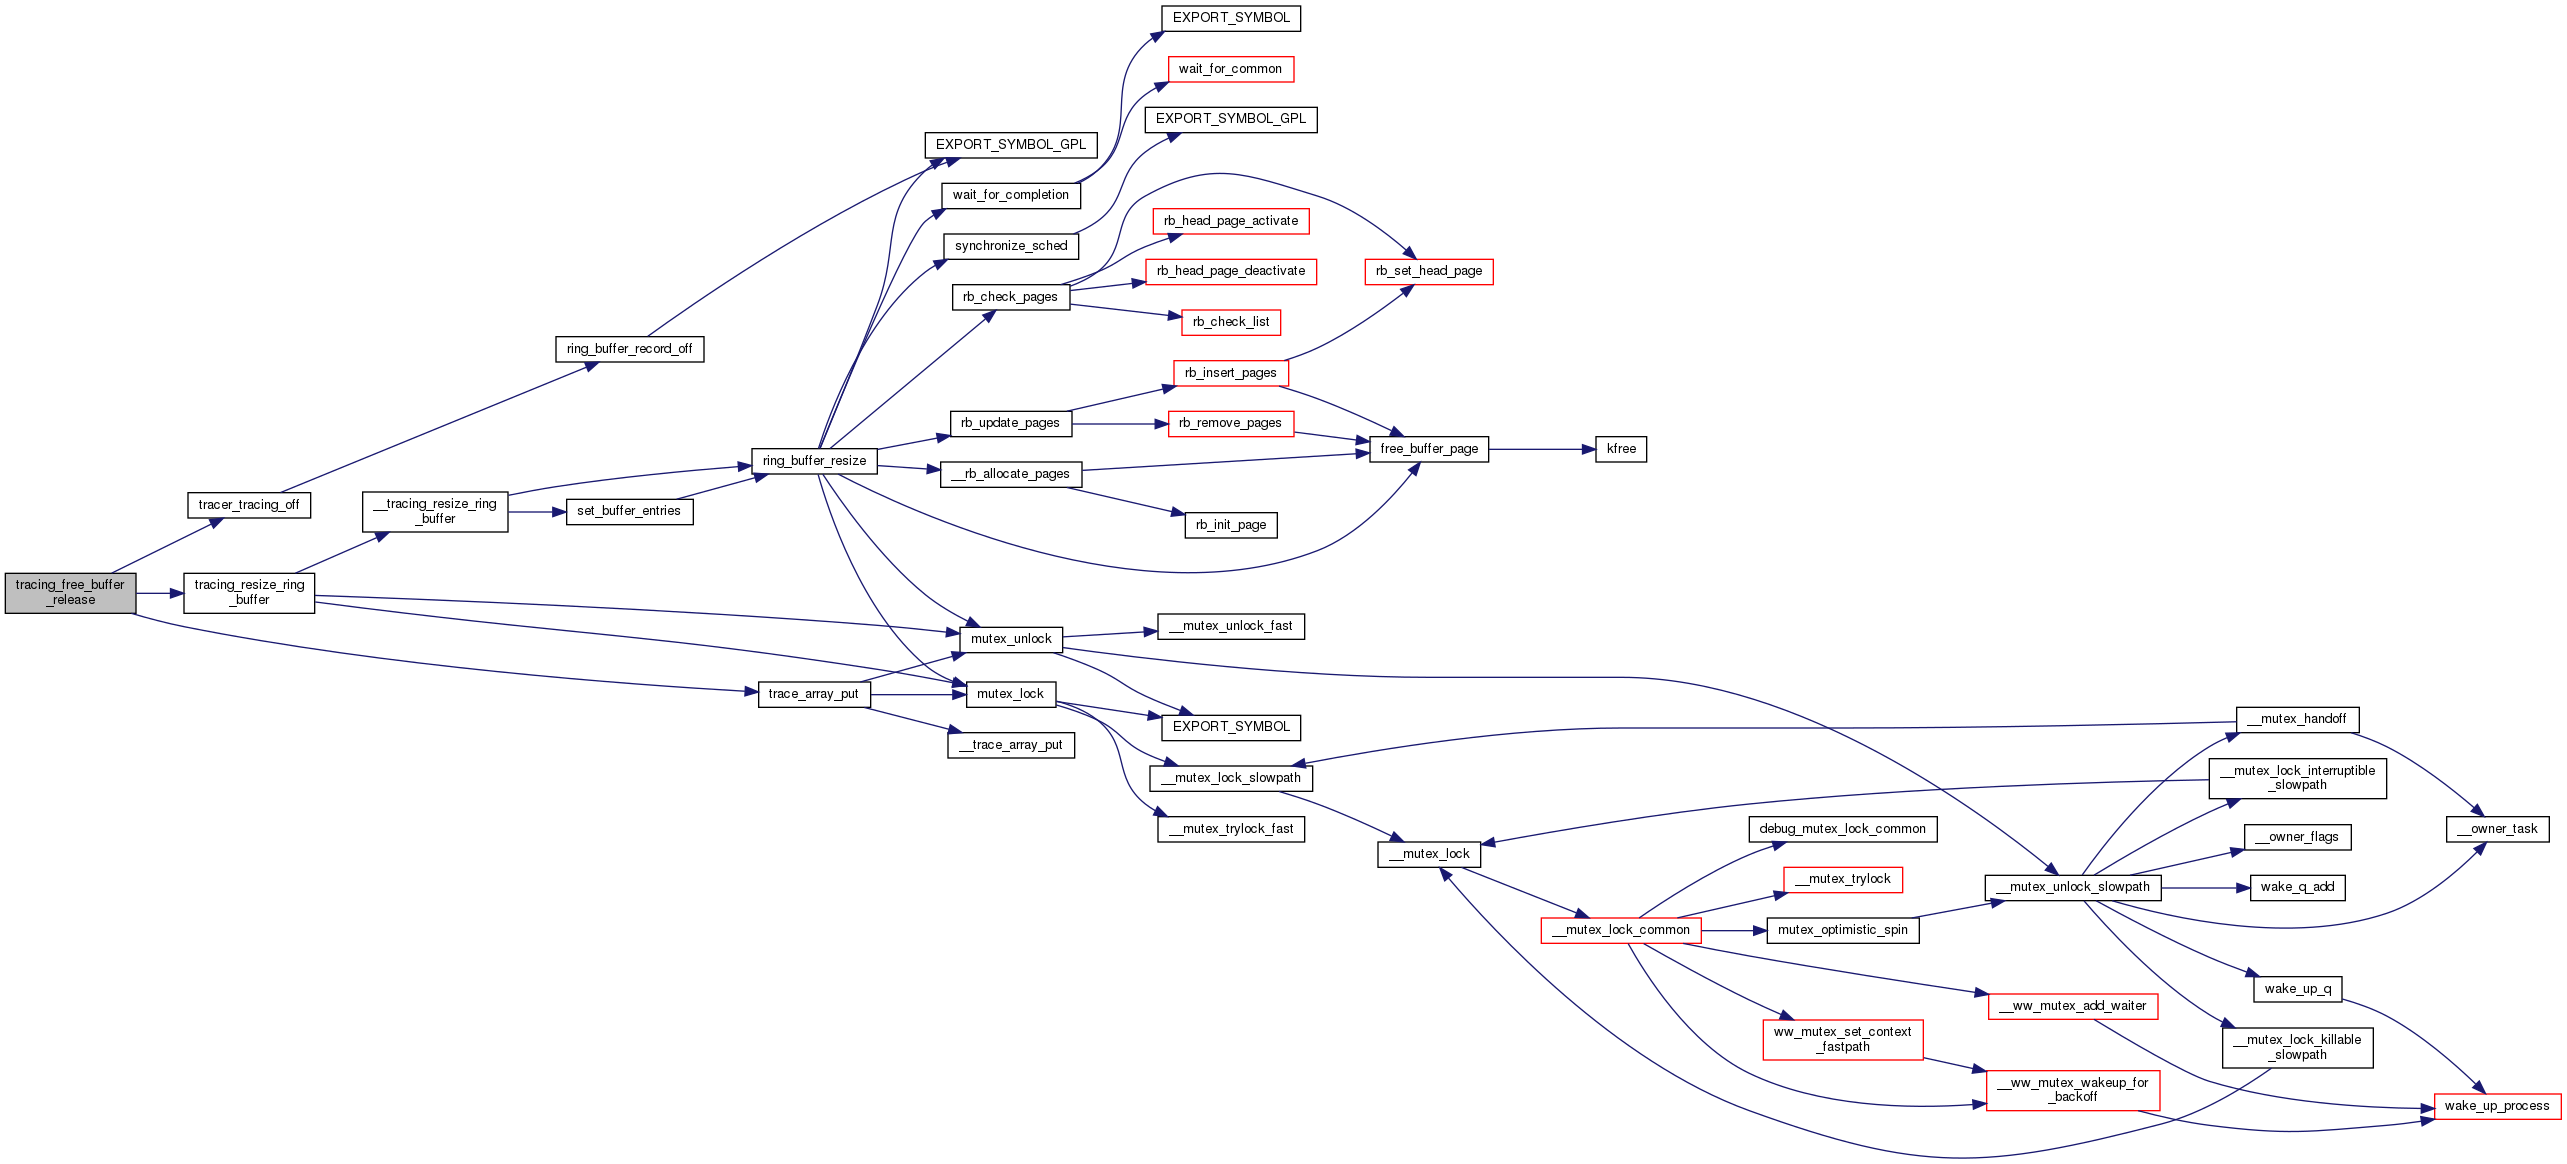 EXPORT_SYMBOL
wait_for_common
EXPORT_SYMBOL_GPL
EXPORT_SYMBOL_GPL
wait_for_completion
rb_head_page_activate
synchronize_sched
rb_head_page_deactivate
rb_set_head_page
rb_check_pages
rb_check_list
ring_buffer_record_off
rb_insert_pages
rb_update_pages
rb_remove_pages
free_buffer_page
kfree
ring_buffer_resize
__rb_allocate_pages
tracer_tracing_off
__tracing_resize_ring
_buffer
set_buffer_entries
rb_init_page
tracing_free_buffer
_release
tracing_resize_ring
_buffer
__mutex_unlock_fast
mutex_unlock
trace_array_put
mutex_lock
EXPORT_SYMBOL
__mutex_handoff
__trace_array_put
__mutex_lock_slowpath
__mutex_lock_interruptible
_slowpath
__mutex_trylock_fast
debug_mutex_lock_common
__owner_flags
__owner_task
__mutex_lock
__mutex_trylock
__mutex_unlock_slowpath
wake_q_add
__mutex_lock_common
mutex_optimistic_spin
wake_up_q
__ww_mutex_add_waiter
ww_mutex_set_context
_fastpath
__mutex_lock_killable
_slowpath
__ww_mutex_wakeup_for
_backoff
wake_up_process